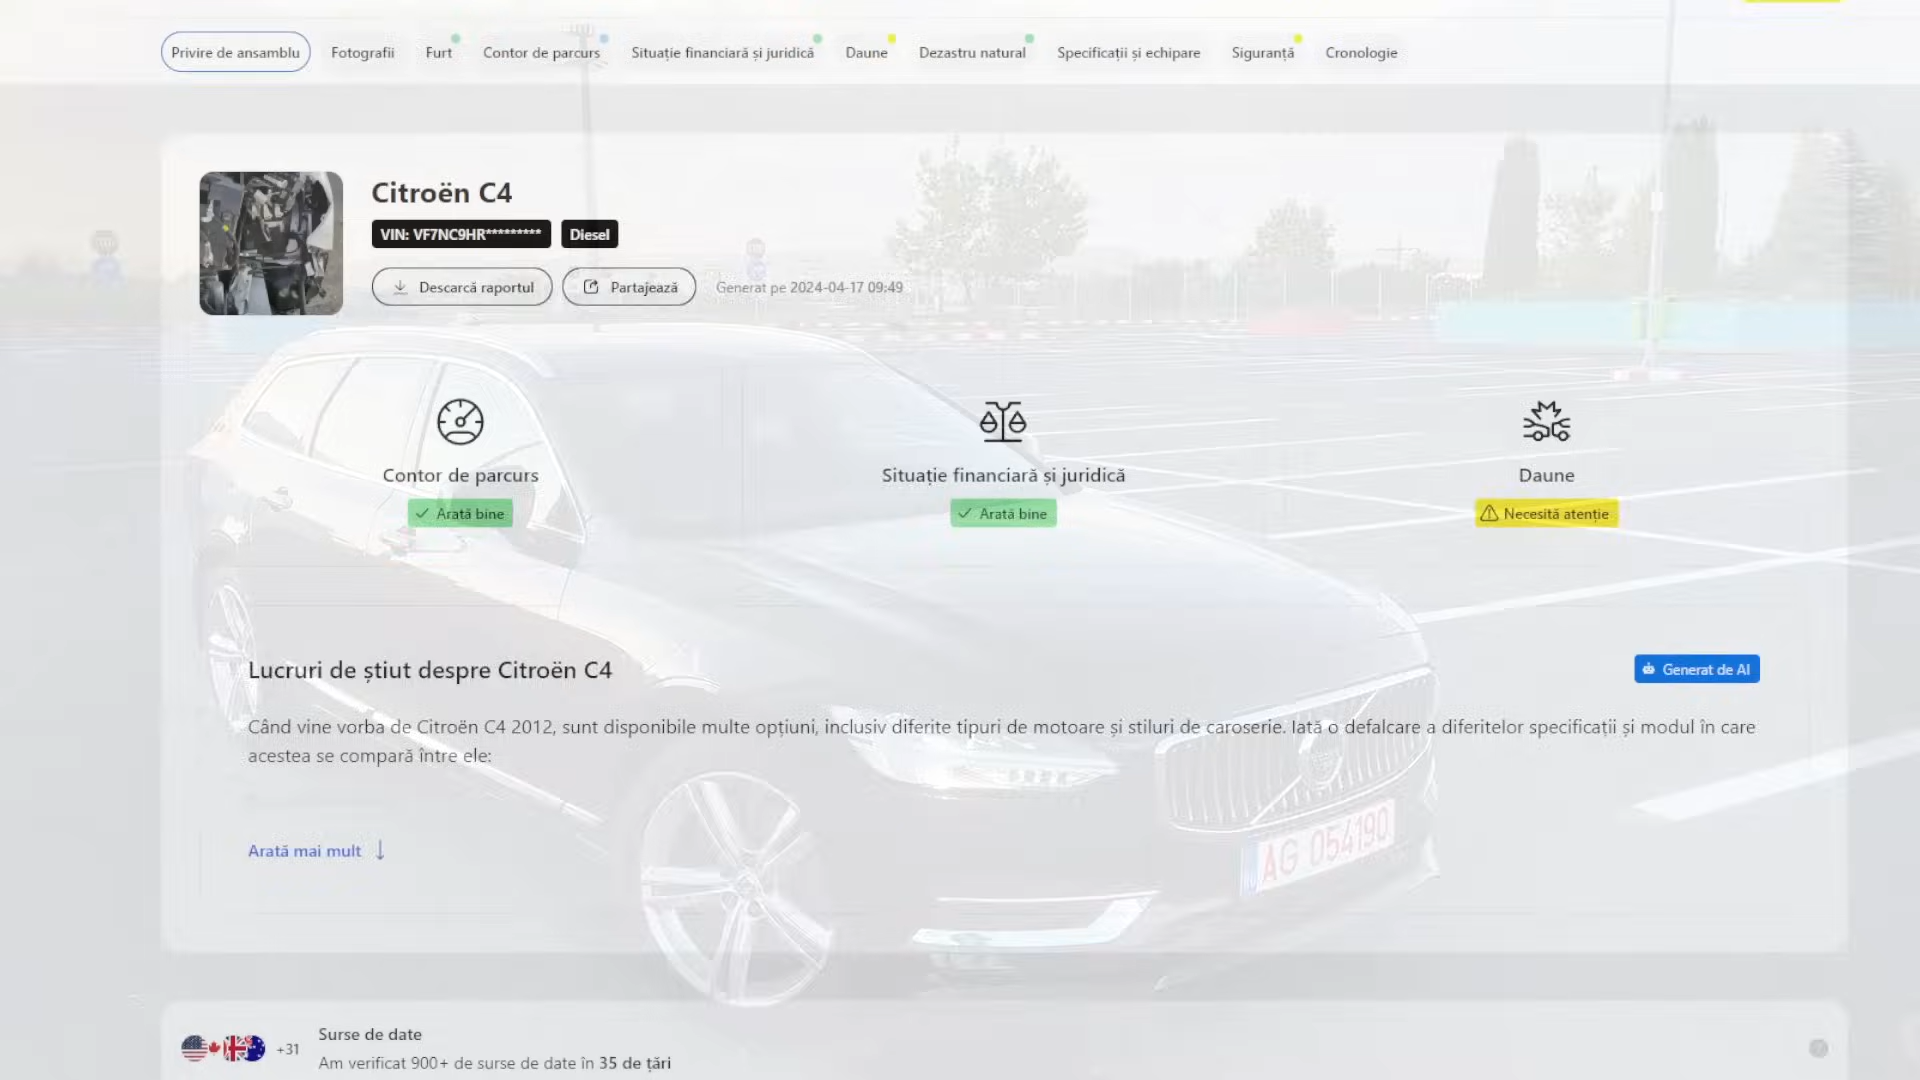 Privire de ansamblu
Fotografii
Furt
Contor de parcurs
Situație financiară și juridică
Daune
Dezastru natural
Specificații și echipare
Siguranță
Cronologie
Citroën C4
VIN: VF7NC9HR*********
Diesel
Descarcă raportul
Partajează
Generat pe 2024-04-17 09:49
Contor de parcurs
Arată bine
Situație financiară și juridică
Arată bine
Daune
Necesită atenție
Lucruri de știut despre Citroën C4
Generat de AI
Când vine vorba de Citroën C4 2012, sunt disponibile multe opțiuni, inclusiv diferite tipuri de motoare și stiluri de caroserie. Iată o defalcare a diferitelor specificații și modul în care
acestea se compară între ele:
AG 054190
Arată mai mult
+31
Surse de date
Am verificat 900+ de surse de date în 35 de țări